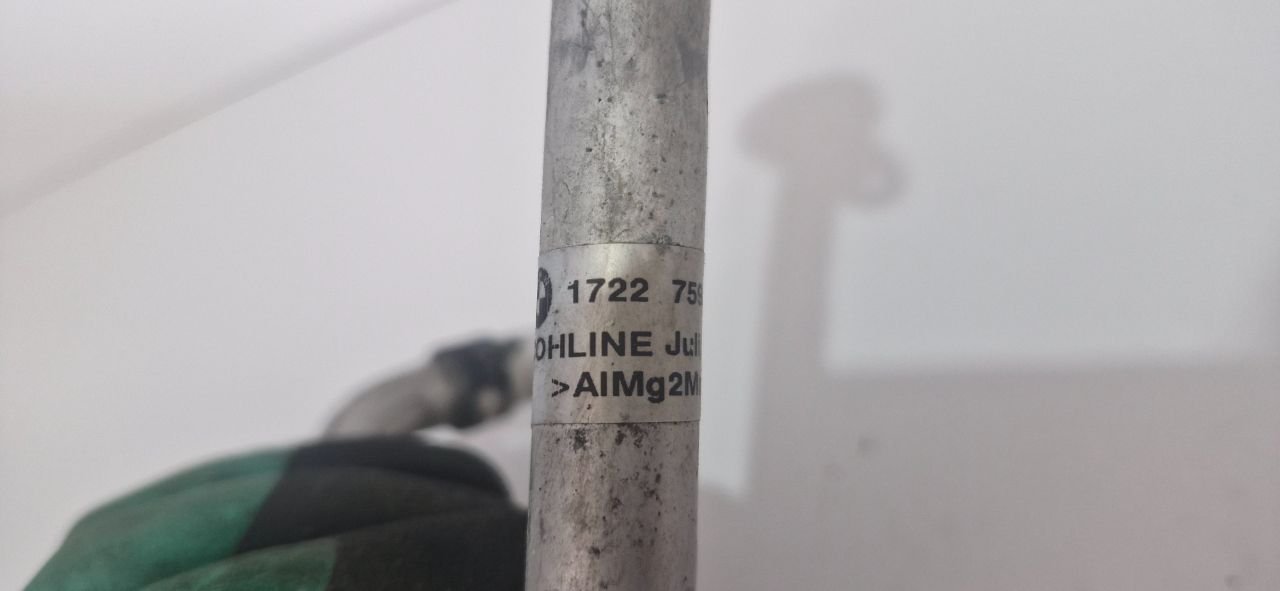 1722 759
OHLINE Juli
>AlMg2M